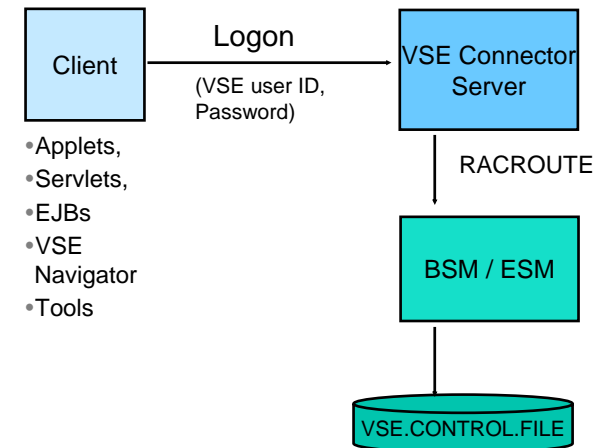 Client
Logon
(VSE user ID,
Password)
VSE Connector
Server
•Applets,
•Servlets,
•EJBs
•VSE
Navigator
•Tools
RACROUTE
BSM / ESM
VSE.CONTROL.FILE